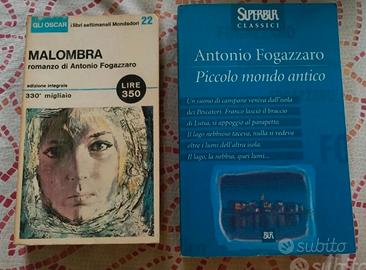 GLI OSCAR
i libri settimanali Mondadori
22
MALOMBRA
romanzo di Antonio Fogazzaro
edizione integrale
330° migliaio
LIRE
350
SUPERBUR
CLASSICI
Antonio Fogazzaro
Piccolo mondo antico
Un suono di campane veniva dall'isola
dei Pescatori. Franco lasciò il braccio
di Luisa, si appoggiò al parapetto.
Il lago nebbioso taceva, nulla si vedeva
oltre i lumi dell'altra isola.
Il lago, la nebbia, quei lumi...
BUR
subito
subito